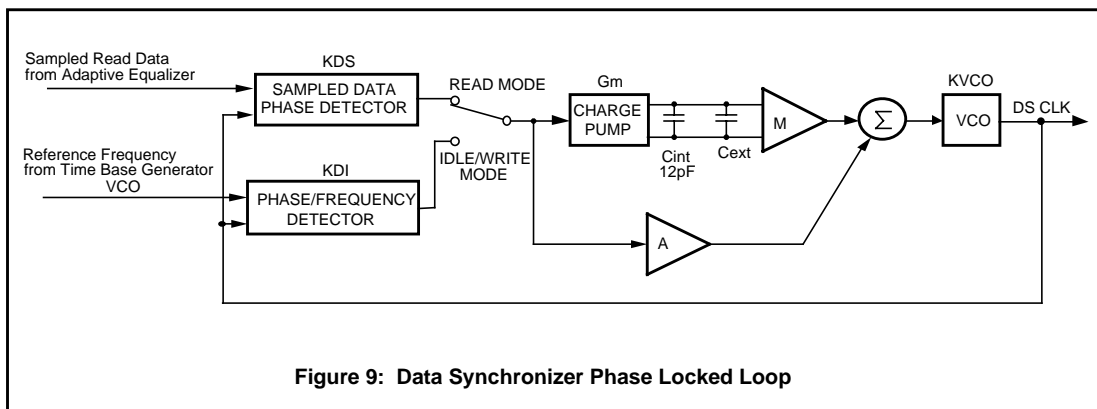 Sampled Read Data
from Adaptive Equalizer
KDS
SAMPLED DATA
PHASE DETECTOR
READ MODE
IDLE/WRITE
MODE
Reference Frequency
from Time Base Generator
VCO
KDI
PHASE/FREQUENCY
DETECTOR
Gm
CHARGE
PUMP
Cint
12pF
Cext
M
A
Σ
KVCO
VCO
DS CLK
Figure 9: Data Synchronizer Phase Locked Loop